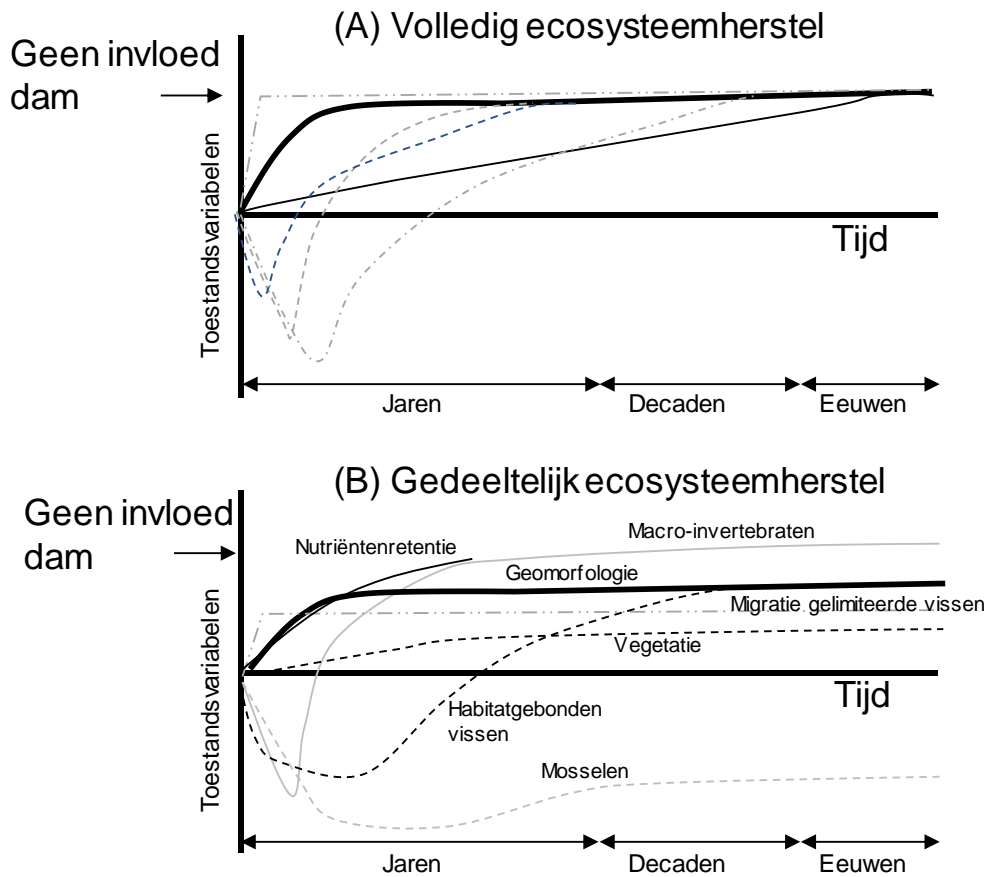 (A) Volledig ecosysteemherstel
Geen invloed
dam
Toestandsvariabelen
Tijd
Jaren
Decaden
Eeuwen
(B) Gedeeltelijk ecosysteemherstel
Geen invloed
dam
Nutriëntenretentie
Macro-invertebraten
Geomorfologie
Migratie gelimiteerde vissen
Vegetatie
Toestandsvariabelen
Tijd
Habitatgebonden
vissen
Mosselen
Jaren
Decaden
Eeuwen